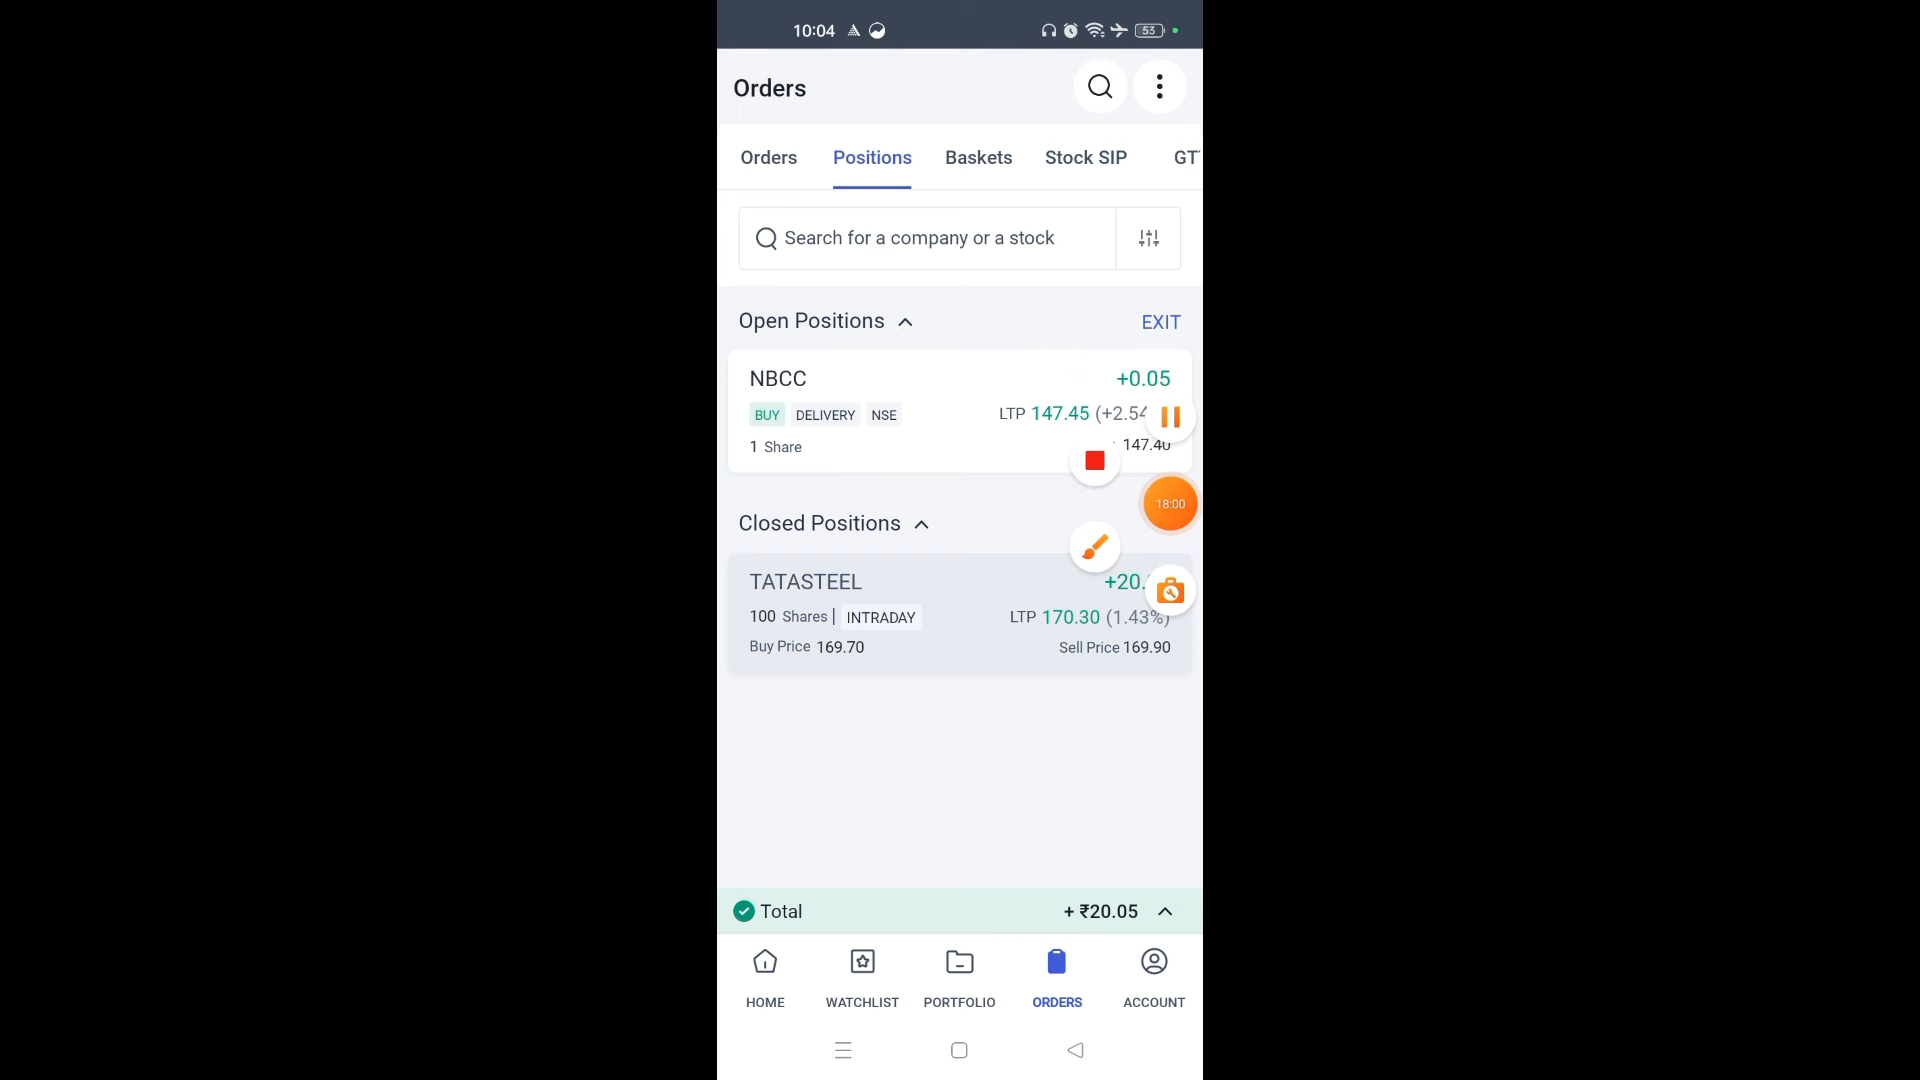 10:04
53
Orders
Orders Positions Baskets Stock SIP GT
Search for a company or a stock
Open Positions EXIT
NBCC +0.05
BUY DELIVERY NSE LTP 147.45 (+2.54
1 Share 147.40
18:00
Closed Positions
TATASTEEL +20.
100 Shares | INTRADAY LTP 170.30 (1.43%)
Buy Price 169.70 Sell Price 169.90
Total + ₹20.05
HOME WATCHLIST PORTFOLIO ORDERS ACCOUNT